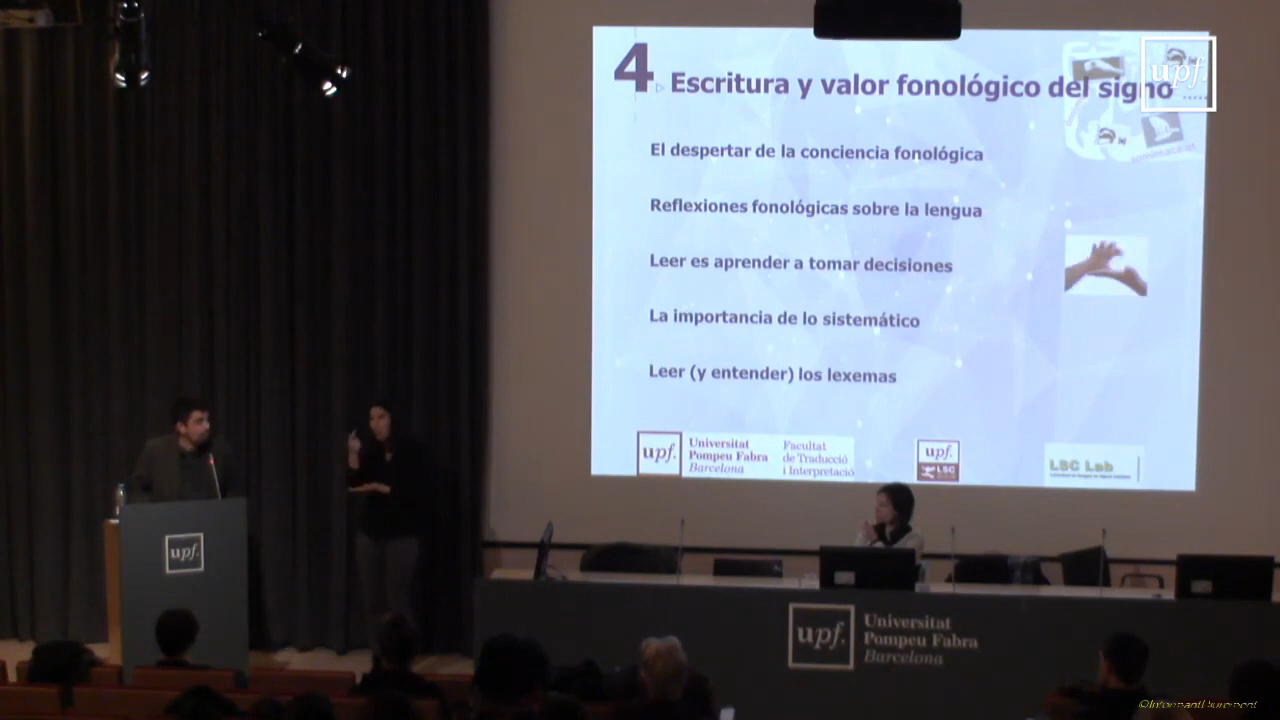 4 Escritura y valor fonológico del signo .....
upf.
El despertar de la conciencia fonológica
Reflexiones fonológicas sobre la lengua
Leer es aprender a tomar decisiones
La importancia de lo sistemático
Leer (y entender) los lexemas
upf.
Universitat
Pompeu Fabra
Barcelona
Facultat
de Traducció
i Interpretació
upf.
LSC
LSC Lab
upf.
upf.
Universitat
Pompeu Fabra
Barcelona